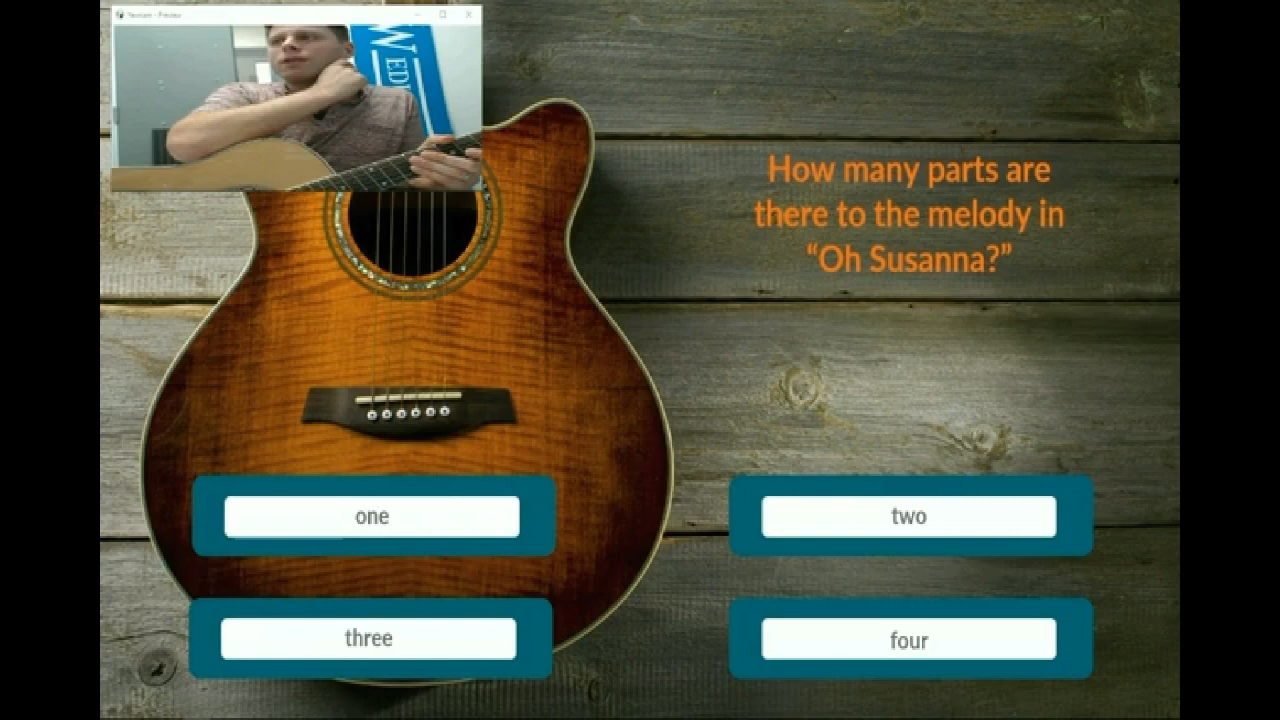 How many parts are
there to the melody in
“Oh Susanna?”
one
two
three
four